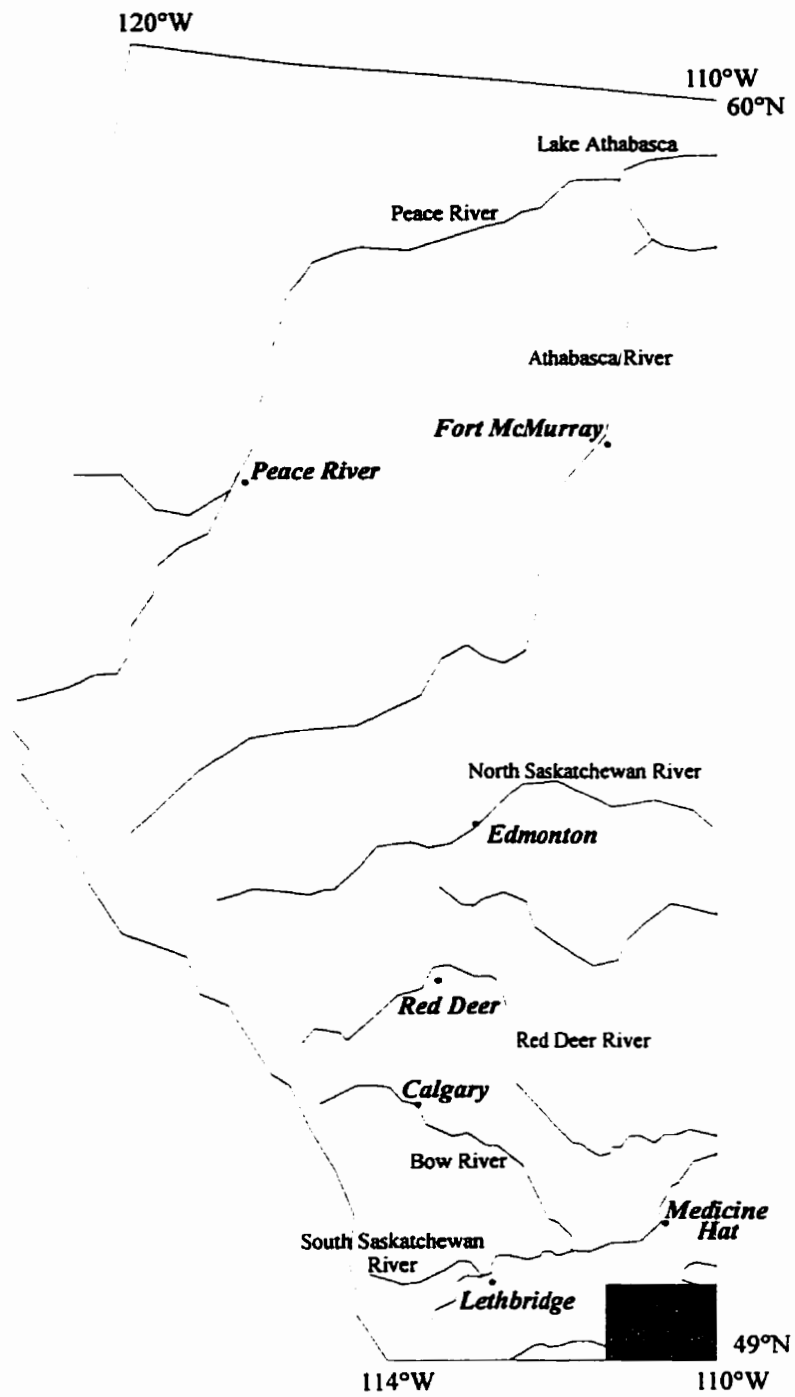 120°W
110°W
60°N
Lake Athabasca
Peace River
Athabasca River
Fort McMurray
Peace River
North Saskatchewan River
Edmonton
Red Deer
Red Deer River
Calgary
Bow River
Medicine
Hat
South Saskatchewan
River
Lethbridge
49°N
114°W
110°W